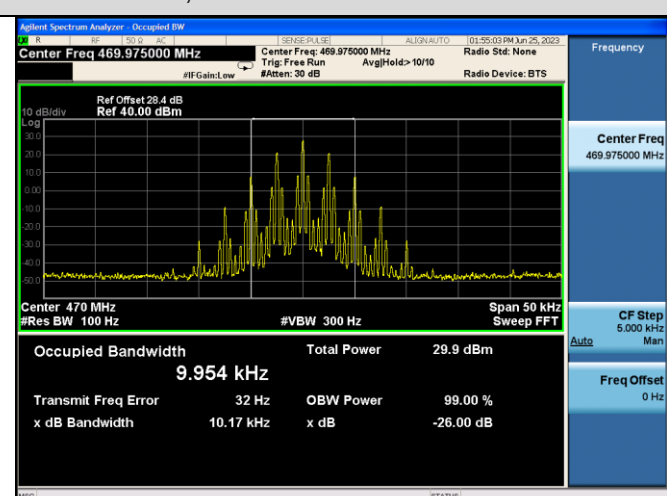 Agilent Spectrum Analyzer - Occupied BW
R RF 50 Ω AC SENSE:PULSE ALIGN AUTO 01:55:03 PM Jun 25, 2023
Center Freq 469.975000 MHz
Center Freq: 469.975000 MHz
Radio Std: None
Trig: Free Run Avg|Hold:>10/10
#IFGain:Low
#Atten: 30 dB
Radio Device: BTS
Frequency
Ref Offset 28.4 dB
10 dB/div Ref 40.00 dBm
Log
30.0
20.0
10.0
0.00
-10.0
-20.0
-30.0
-40.0
-50.0
Center Freq
469.975000 MHz
Center 470 MHz
Span 50 kHz
#Res BW 100 Hz
#VBW 300 Hz
Sweep FFT
CF Step
5.000 kHz
Auto Man
Occupied Bandwidth
Total Power 29.9 dBm
9.954 kHz
Transmit Freq Error 32 Hz OBW Power 99.00 %
x dB Bandwidth 10.17 kHz x dB -26.00 dB
Freq Offset
0 Hz
MSG
STATUS